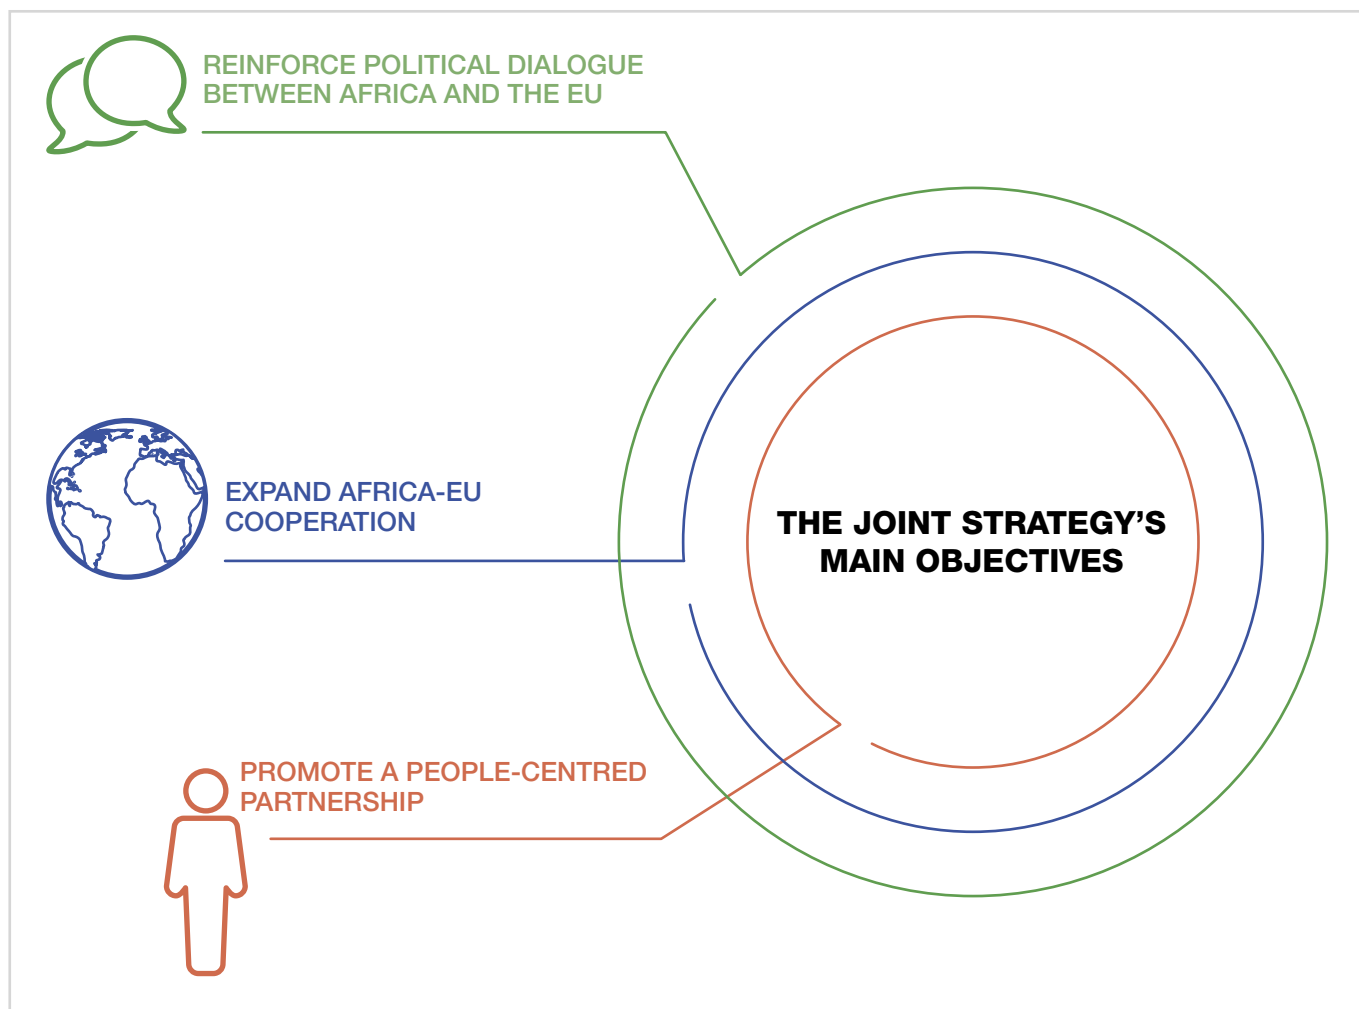 REINFORCE POLITICAL DIALOGUE
BETWEEN AFRICA AND THE EU
EXPAND AFRICA-EU
COOPERATION
THE JOINT STRATEGY’S
MAIN OBJECTIVES
PROMOTE A PEOPLE-CENTRED
PARTNERSHIP